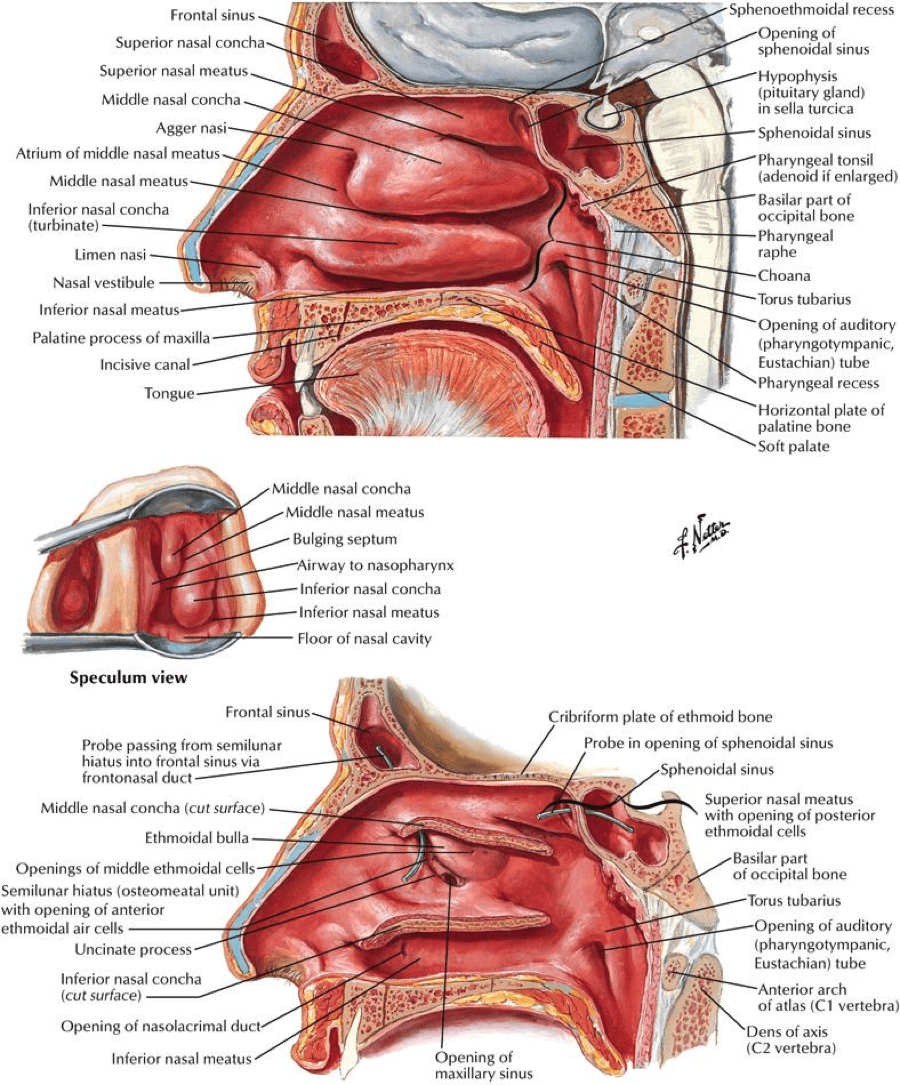 Frontal sinus
Superior nasal concha
Superior nasal meatus
Middle nasal concha
Agger nasi
Atrium of middle nasal meatus
Middle nasal meatus
Inferior nasal concha
(turbinate)
Limen nasi
Nasal vestibule
Inferior nasal meatus
Palatine process of maxilla
Incisive canal
Tongue
Sphenoethmoidal recess
Opening of
sphenoidal sinus
Hypophysis
(pituitary gland)
in sella turcica
Sphenoidal sinus
Pharyngeal tonsil
(adenoid if enlarged)
Basilar part of
occipital bone
Pharyngeal
raphe
Choana
Torus tubarius
Opening of auditory
(pharyngotympanic,
Eustachian) tube
Pharyngeal recess
Horizontal plate of
palatine bone
Soft palate
Middle nasal concha
Middle nasal meatus
Bulging septum
Airway to nasopharynx
Inferior nasal concha
Inferior nasal meatus
Floor of nasal cavity
Speculum view
F. Netter
M.D.
Frontal sinus
Probe passing from semilunar
hiatus into frontal sinus via
frontonasal duct
Middle nasal concha (cut surface)
Ethmoidal bulla
Openings of middle ethmoidal cells
Semilunar hiatus (osteomeatal unit)
with opening of anterior
ethmoidal air cells
Uncinate process
Inferior nasal concha
(cut surface)
Opening of nasolacrimal duct
Inferior nasal meatus
Opening of
maxillary sinus
Cribriform plate of ethmoid bone
Probe in opening of sphenoidal sinus
Sphenoidal sinus
Superior nasal meatus
with opening of posterior
ethmoidal cells
Basilar part
of occipital bone
Torus tubarius
Opening of auditory
(pharyngotympanic,
Eustachian) tube
Anterior arch
of atlas (C1 vertebra)
Dens of axis
(C2 vertebra)